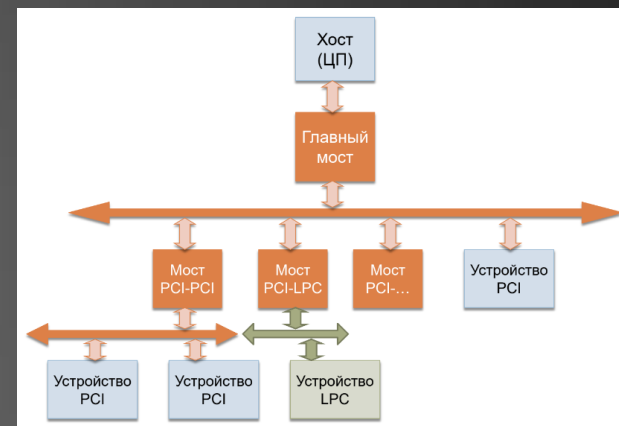 Хост
(ЦП)
Главный
мост
Мост
PCI-PCI
Мост
PCI-LPC
Мост
PCI-...
Устройство
PCI
Устройство
PCI
Устройство
PCI
Устройство
LPC